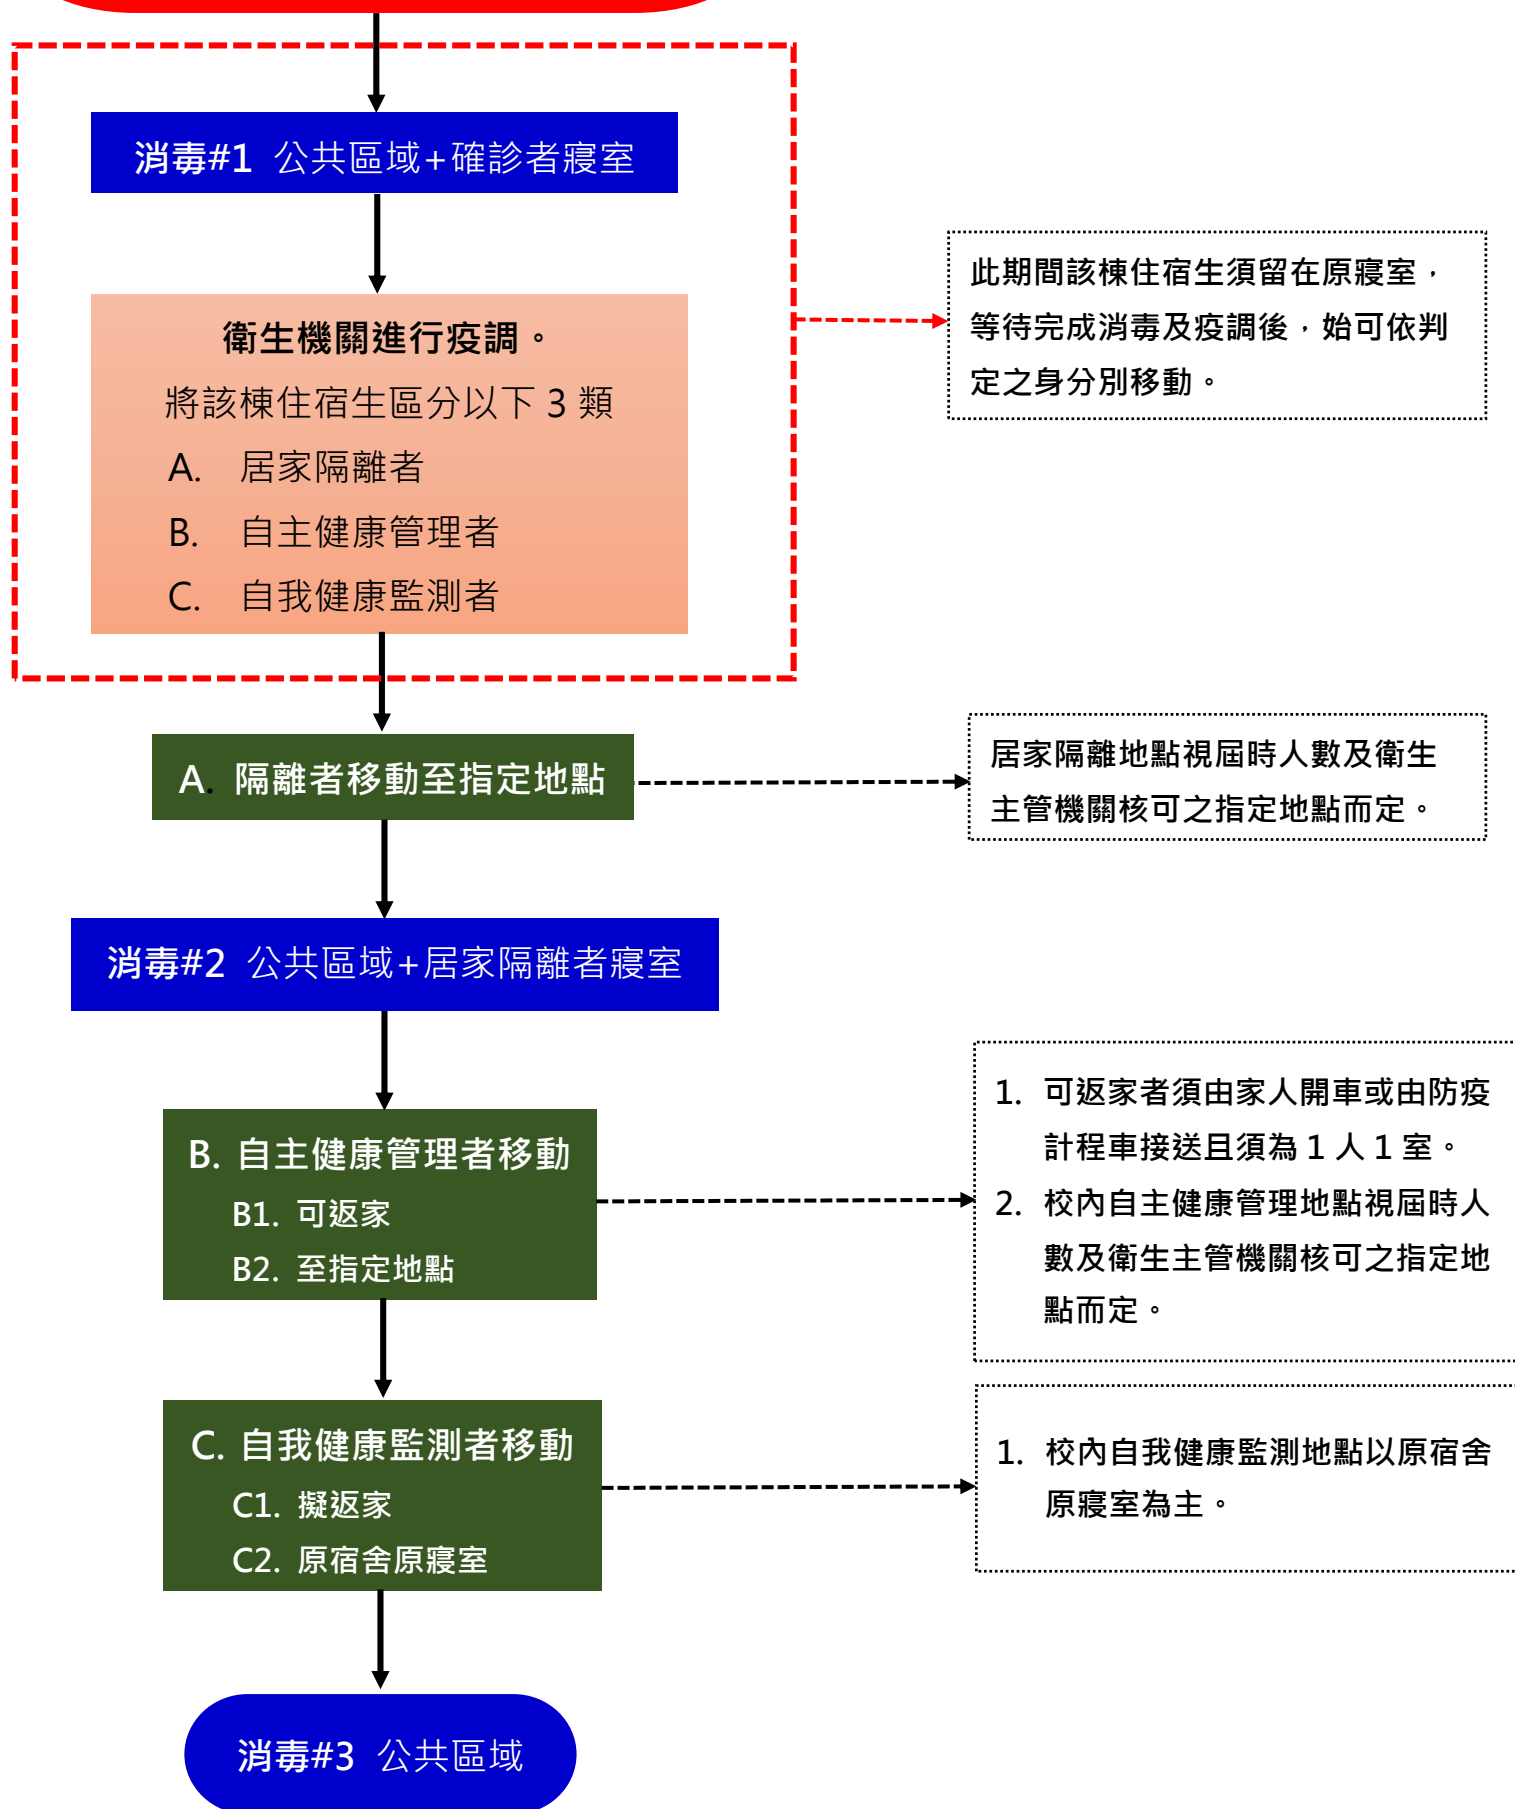 消毒#1 公共區域+確診者寢室
衛生機關進行疫調。
將該棟住宿生區分以下 3 類
A. 居家隔離者
B. 自主健康管理者
C. 自我健康監測者
此期間該棟住宿生須留在原寢室，
等待完成消毒及疫調後，始可依判
定之身分別移動。
A. 隔離者移動至指定地點
居家隔離地點視屆時人數及衛生
主管機關核可之指定地點而定。
消毒#2 公共區域+居家隔離者寢室
B. 自主健康管理者移動
B1. 可返家
B2. 至指定地點
1. 可返家者須由家人開車或由防疫
計程車接送且須為 1 人 1 室。
2. 校內自主健康管理地點視屆時人
數及衛生主管機關核可之指定地
點而定。
C. 自我健康監測者移動
C1. 擬返家
C2. 原宿舍原寢室
1. 校內自我健康監測地點以原宿舍
原寢室為主。
消毒#3 公共區域